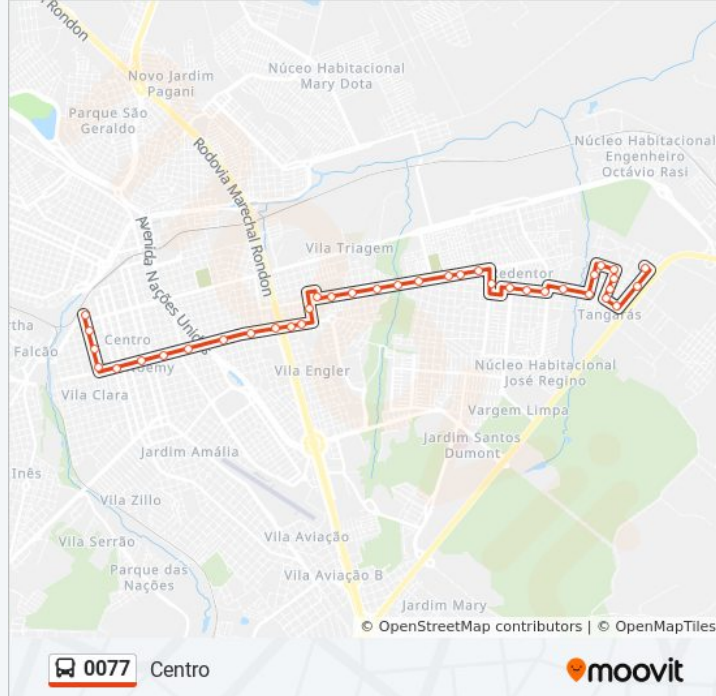 Rondon
Novo Jardim
Pagani
Núceo Habitacional
Mary Dota
Parque São
Geraldo
Rodovia Marechal Rondon
Núcleo Habitacional
Engenheiro
Octávio Rasi
Avenida Nações Unidas
Vila Triagem
Redentor
Tangarás
rtha
Falcão
Centro
Noemy
Vila Clara
Vila Engler
Núcleo Habitacional
José Regino
Vargem Limpa
Jardim Santos
Dumont
Jardim Amália
Inês
Vila Zillo
Vila Serrão
Vila Aviação
Parque das
Nações
Vila Aviação B
Jardim Mary
© OpenStreetMap contributors | © OpenMapTiles
0077 Centro
moovit